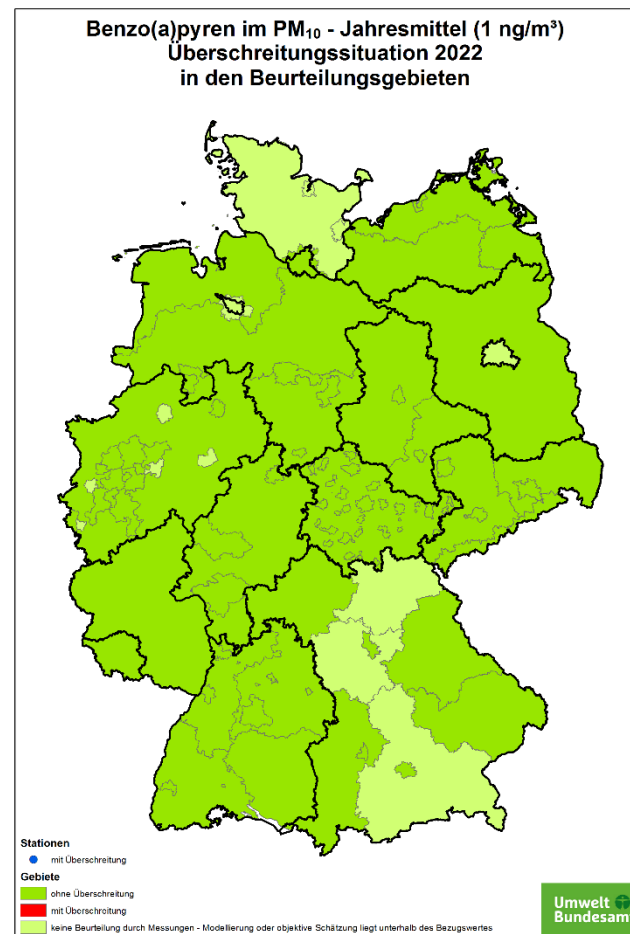 Benzo(a)pyren im PM₁₀ - Jahresmittel (1 ng/m³)
Überschreitungssituation 2022
in den Beurteilungsgebieten
Stationen
mit Überschreitung
Gebiete
ohne Überschreitung
mit Überschreitung
keine Beurteilung durch Messungen - Modellierung oder objektive Schätzung liegt unterhalb des Bezugswertes
Umwelt
Bundesamt